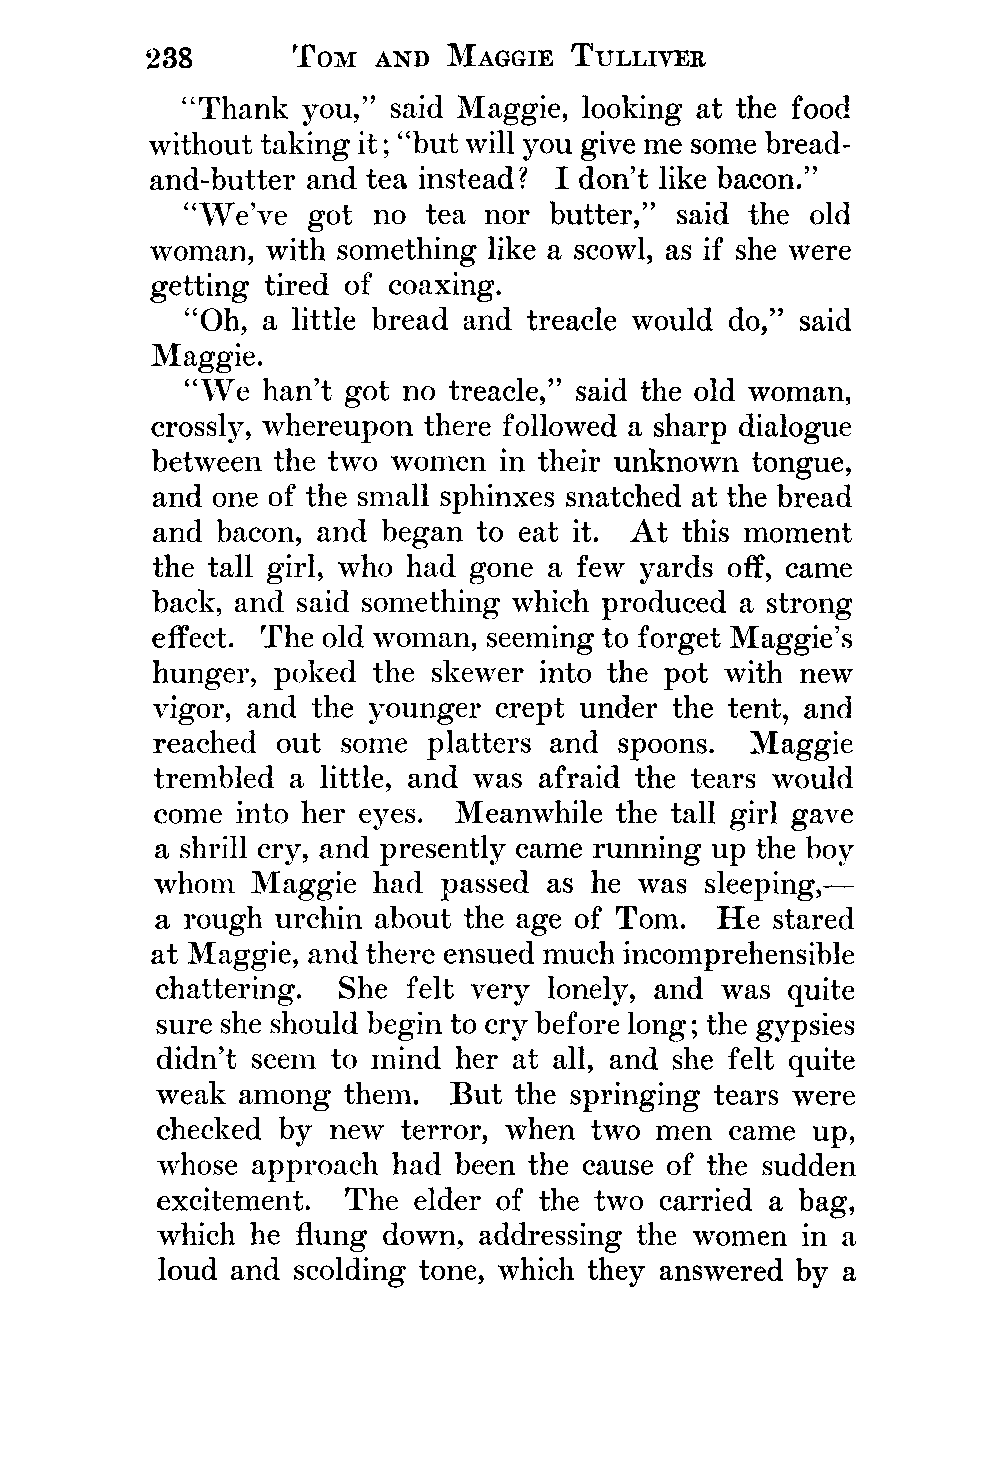 238 Tom and Maggie Tulliver
"Thank you," said Maggie, looking at the food
without taking it; "but will you give me some bread-
and-butter and tea instead? I don't like bacon."
"We've got no tea nor butter," said the old
woman, with something like a scowl, as if she were
getting tired of coaxing.
"Oh, a little bread and treacle would do," said
Maggie.
"We han't got no treacle," said the old woman,
crossly, whereupon there followed a sharp dialogue
between the two women in their unknown tongue,
and one of the small sphinxes snatched at the bread
and bacon, and began to eat it. At this moment
the tall girl, who had gone a few yards off, came
back, and said something which produced a strong
effect. The old woman, seeming to forget Maggie's
hunger, poked the skewer into the pot with new
vigor, and the younger crept under the tent, and
reached out some platters and spoons. Maggie
trembled a little, and was afraid the tears would
come into her eyes. Meanwhile the tall girl gave
a shrill cry, and presently came running up the boy
whom Maggie had passed as he was sleeping,—
a rough urchin about the age of Tom. He stared
at Maggie, and there ensued much incomprehensible
chattering. She felt very lonely, and was quite
sure she should begin to cry before long; the gypsies
didn't seem to mind her at all, and she felt quite
weak among them. But the springing tears were
checked by new terror, when two men came up,
whose approach had been the cause of the sudden
excitement. The elder of the two carried a bag,
which he flung down, addressing the women in a
loud and scolding tone, which they answered by a